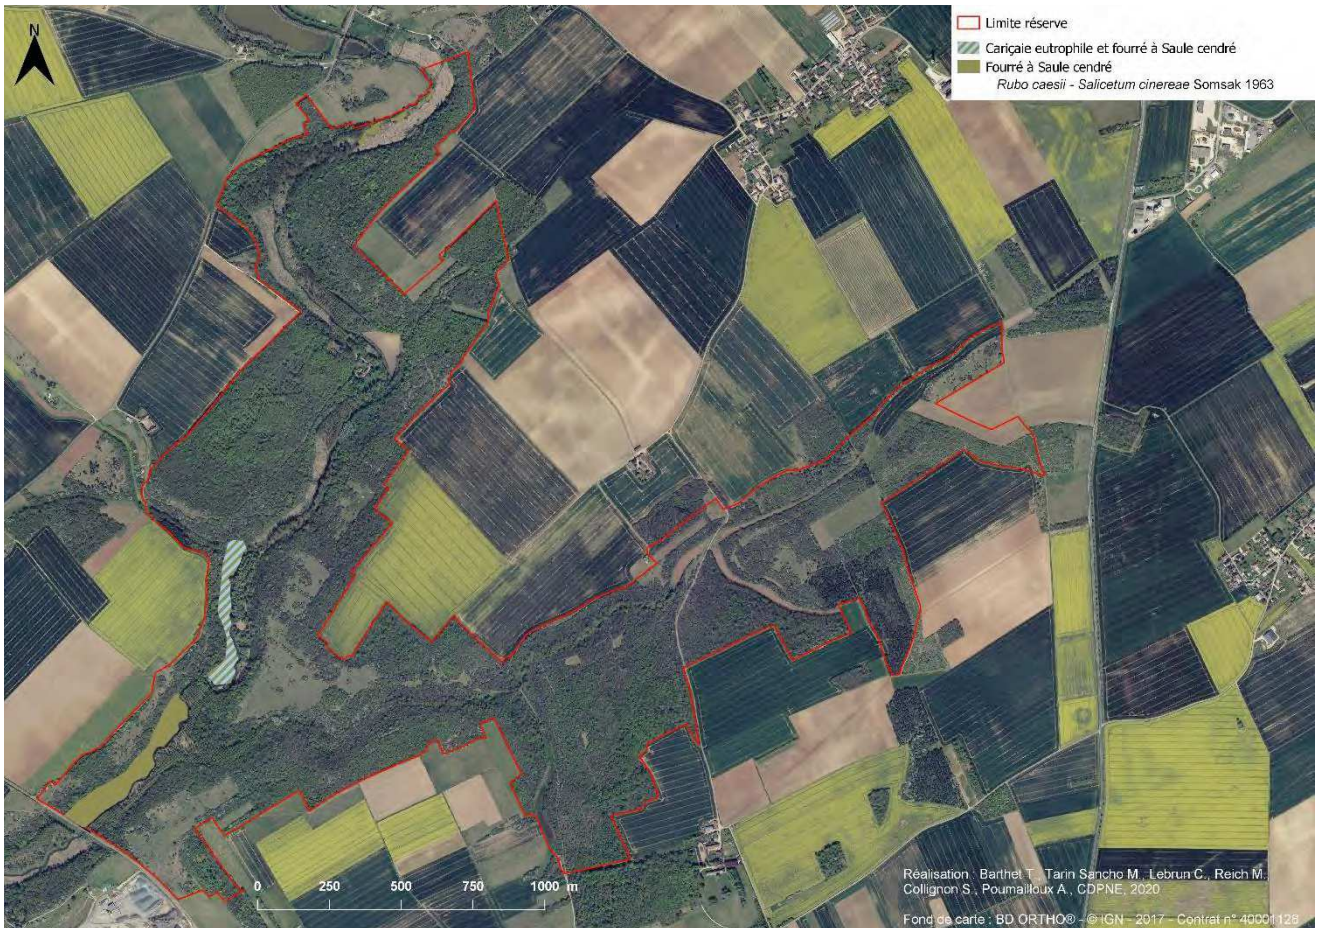 N
Limite réserve
Cariçaie eutrophile et fourré à Saule cendré
Fourré à Saule cendré
Rubo caesii - Salicetum cinereae Somsak 1963
0 250 500 750 1000 m
Réalisation : Barthet T., Tarin Sancho M., Lebrun C., Reich M.
Collignon S., Poumailloux A., CDPNE, 2020
Fond de carte : BD ORTHO® - © IGN - 2017 - Contrat n° 40001128